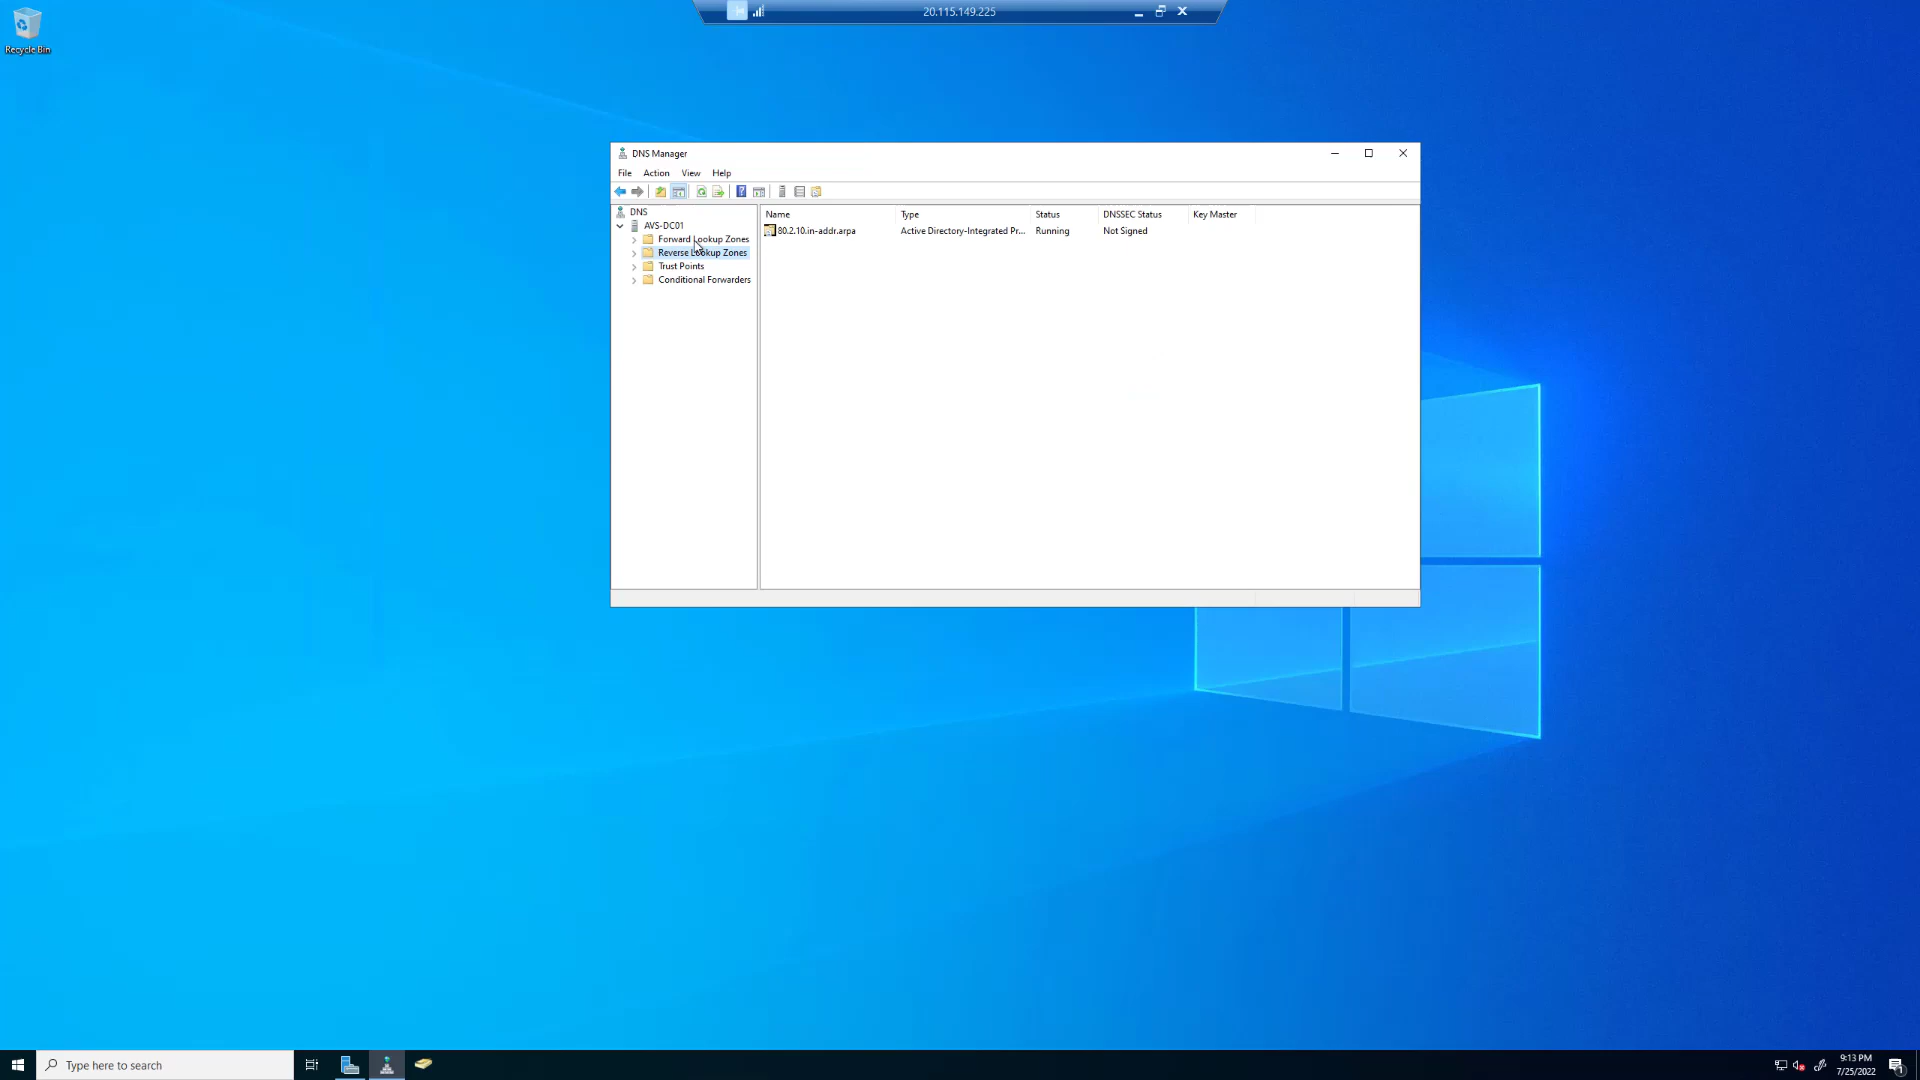 20.115.149.225
Recycle Bin
DNS Manager
File Action View Help
DNS
AVS-DC01
Forward Lookup Zones
Reverse Lookup Zones
Trust Points
Conditional Forwarders
Name Type Status DNSSEC Status Key Master
80.2.10.in-addr.arpa Active Directory-Integrated Pr... Running Not Signed
Type here to search
9:13 PM
7/25/2022
1